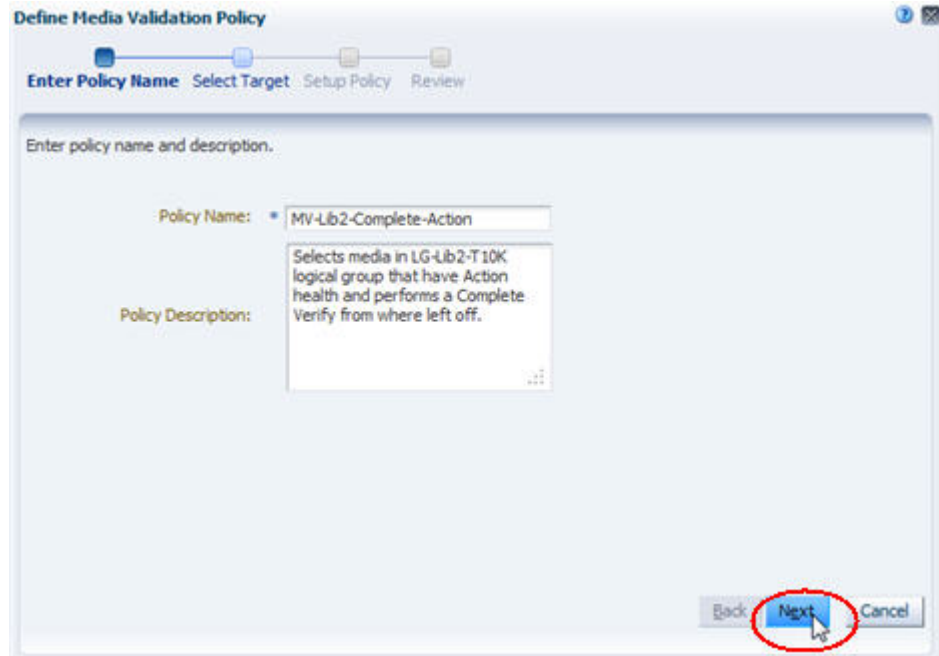 Define Media Validation Policy
Enter Policy Name Select Target Setup Policy Review
Enter policy name and description.
Policy Name: * MV-Lib2-Complete-Action
Policy Description:
Selects media in LG-Lib2-T10K
logical group that have Action
health and performs a Complete
Verify from where left off.
Back Next Cancel